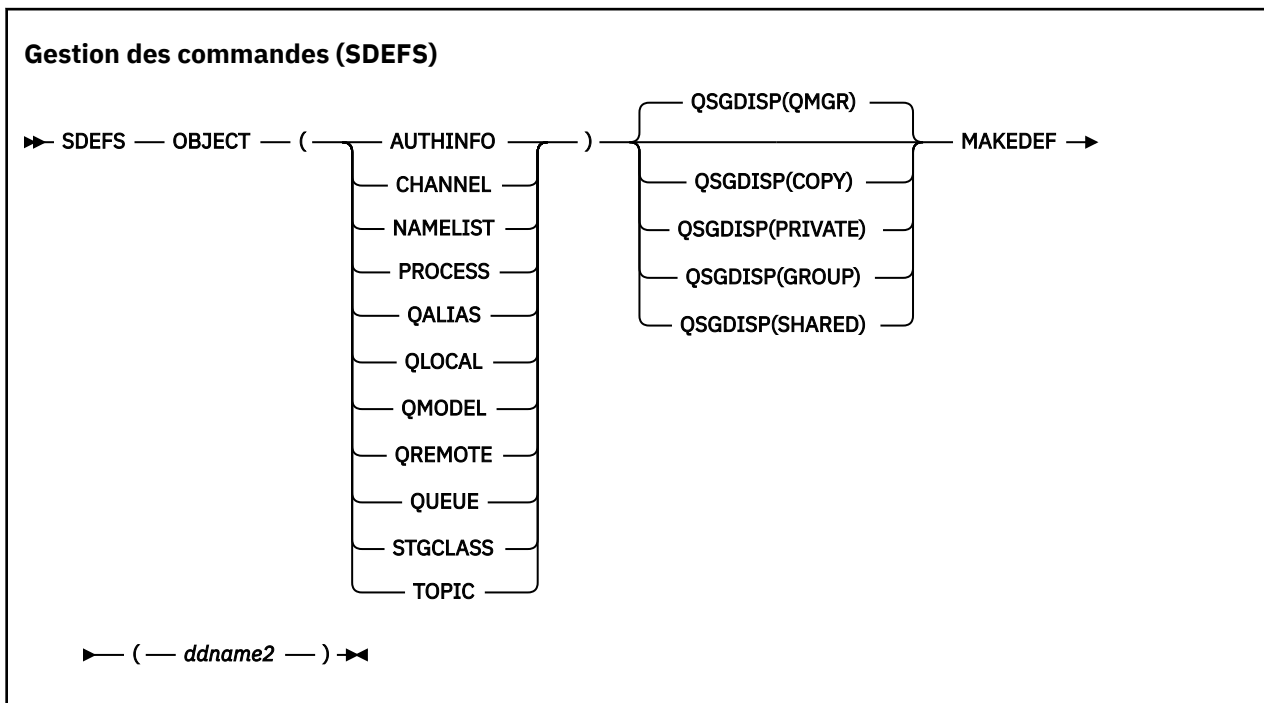 Gestion des commandes (SDEFS)
QSGDISP(QMGR)
SDEFS OBJECT ( AUTHINFO ) MAKEDEF
CHANNEL QSGDISP(COPY)
NAMELIST QSGDISP(PRIVATE)
PROCESS QSGDISP(GROUP)
QALIAS QSGDISP(SHARED)
QLOCAL
QMODEL
QREMOTE
QUEUE
STGCLASS
TOPIC
( ddname2 )